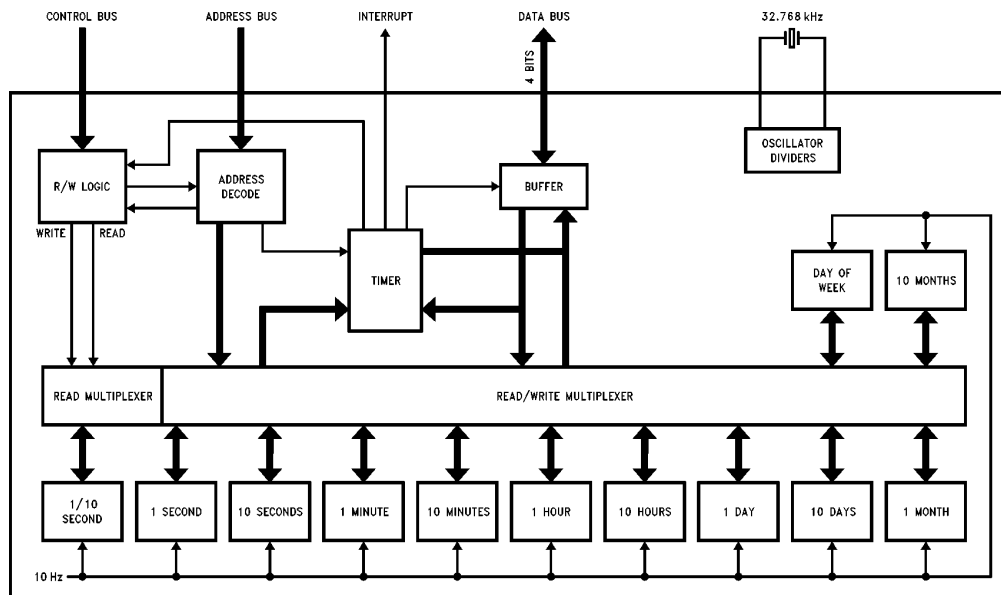 CONTROL BUS
ADDRESS BUS
INTERRUPT
DATA BUS
32.768 kHz
4 BITS
OSCILLATOR
DIVIDERS
R/W LOGIC
ADDRESS
DECODE
BUFFER
WRITE
READ
TIMER
DAY OF
WEEK
10 MONTHS
READ MULTIPLEXER
READ/WRITE MULTIPLEXER
1/10
SECOND
1 SECOND
10 SECONDS
1 MINUTE
10 MINUTES
1 HOUR
10 HOURS
1 DAY
10 DAYS
1 MONTH
10 Hz